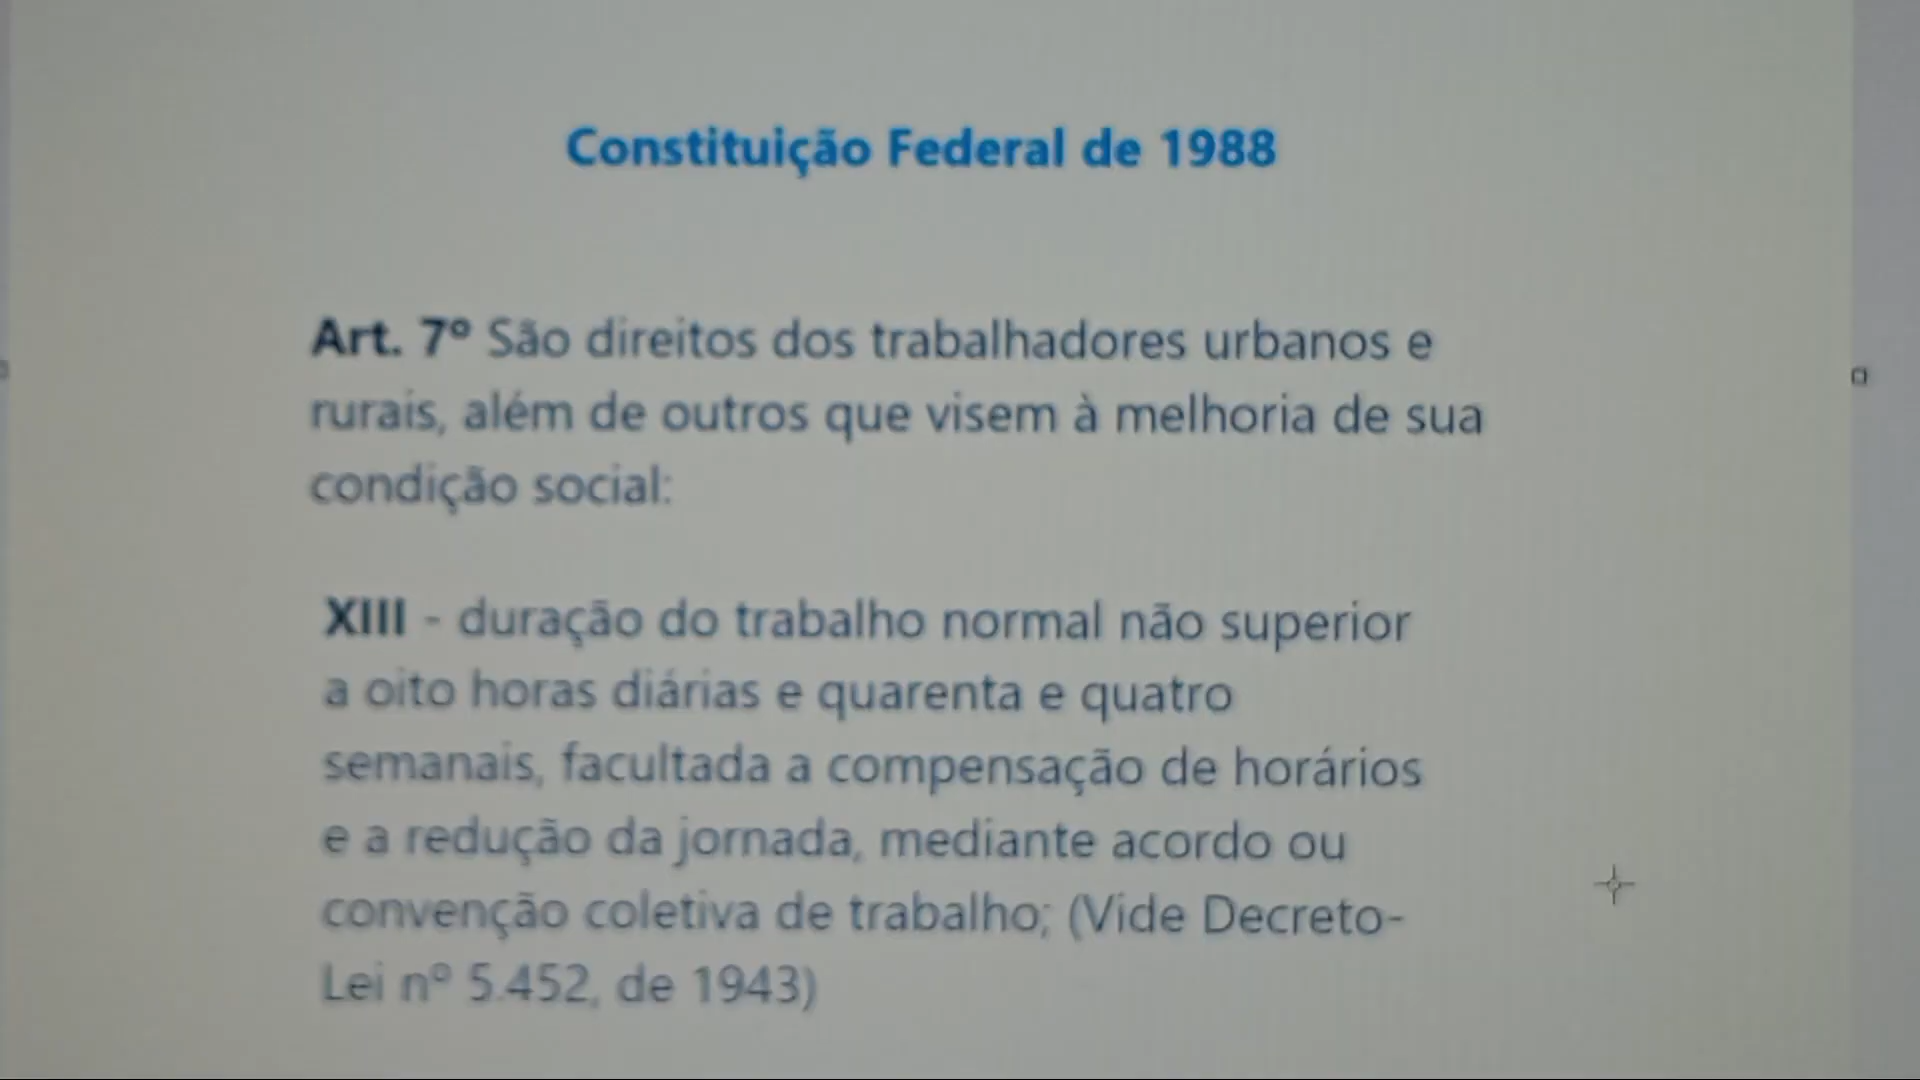 Constituição Federal de 1988
Art. 7º São direitos dos trabalhadores urbanos e
rurais, além de outros que visem à melhoria de sua
condição social:
XIII - duração do trabalho normal não superior
a oito horas diárias e quarenta e quatro
semanais, facultada a compensação de horários
e a redução da jornada, mediante acordo ou
convenção coletiva de trabalho; (Vide Decreto-
Lei nº 5.452, de 1943)